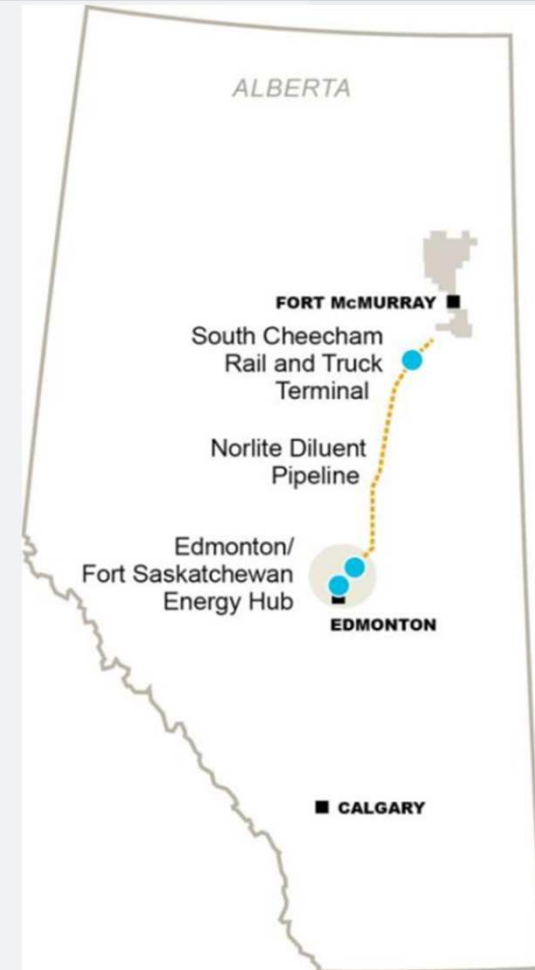 ALBERTA
FORT McMURRAY
South Cheecham
Rail and Truck
Terminal
Norlite Diluent
Pipeline
Edmonton/
Fort Saskatchewan
Energy Hub
EDMONTON
CALGARY